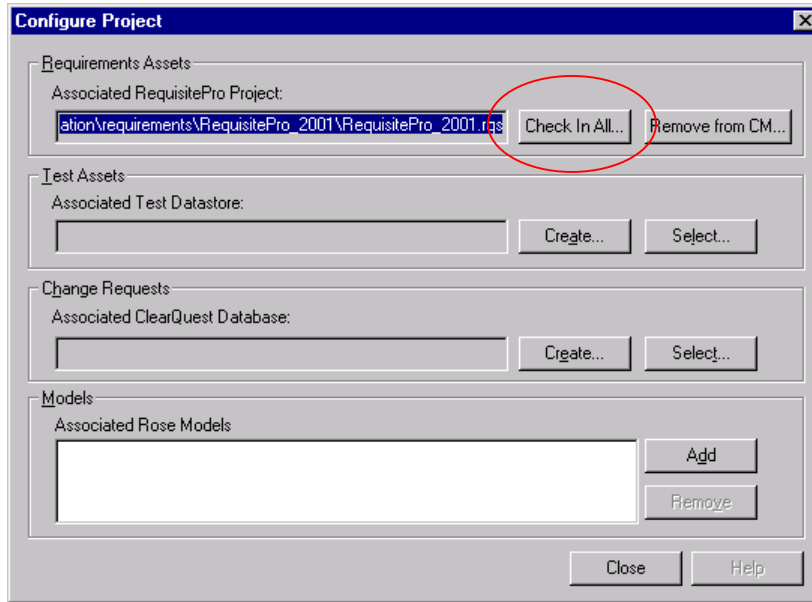 Configure Project
Requirements Assets
Associated RequisitePro Project:
ation\requirements\RequisitePro_2001\RequisitePro_2001.rqs Check In All... Remove from CM...
Test Assets
Associated Test Datastore:
Create... Select...
Change Requests
Associated ClearQuest Database:
Create... Select...
Models
Associated Rose Models
Add
Remove
Close Help